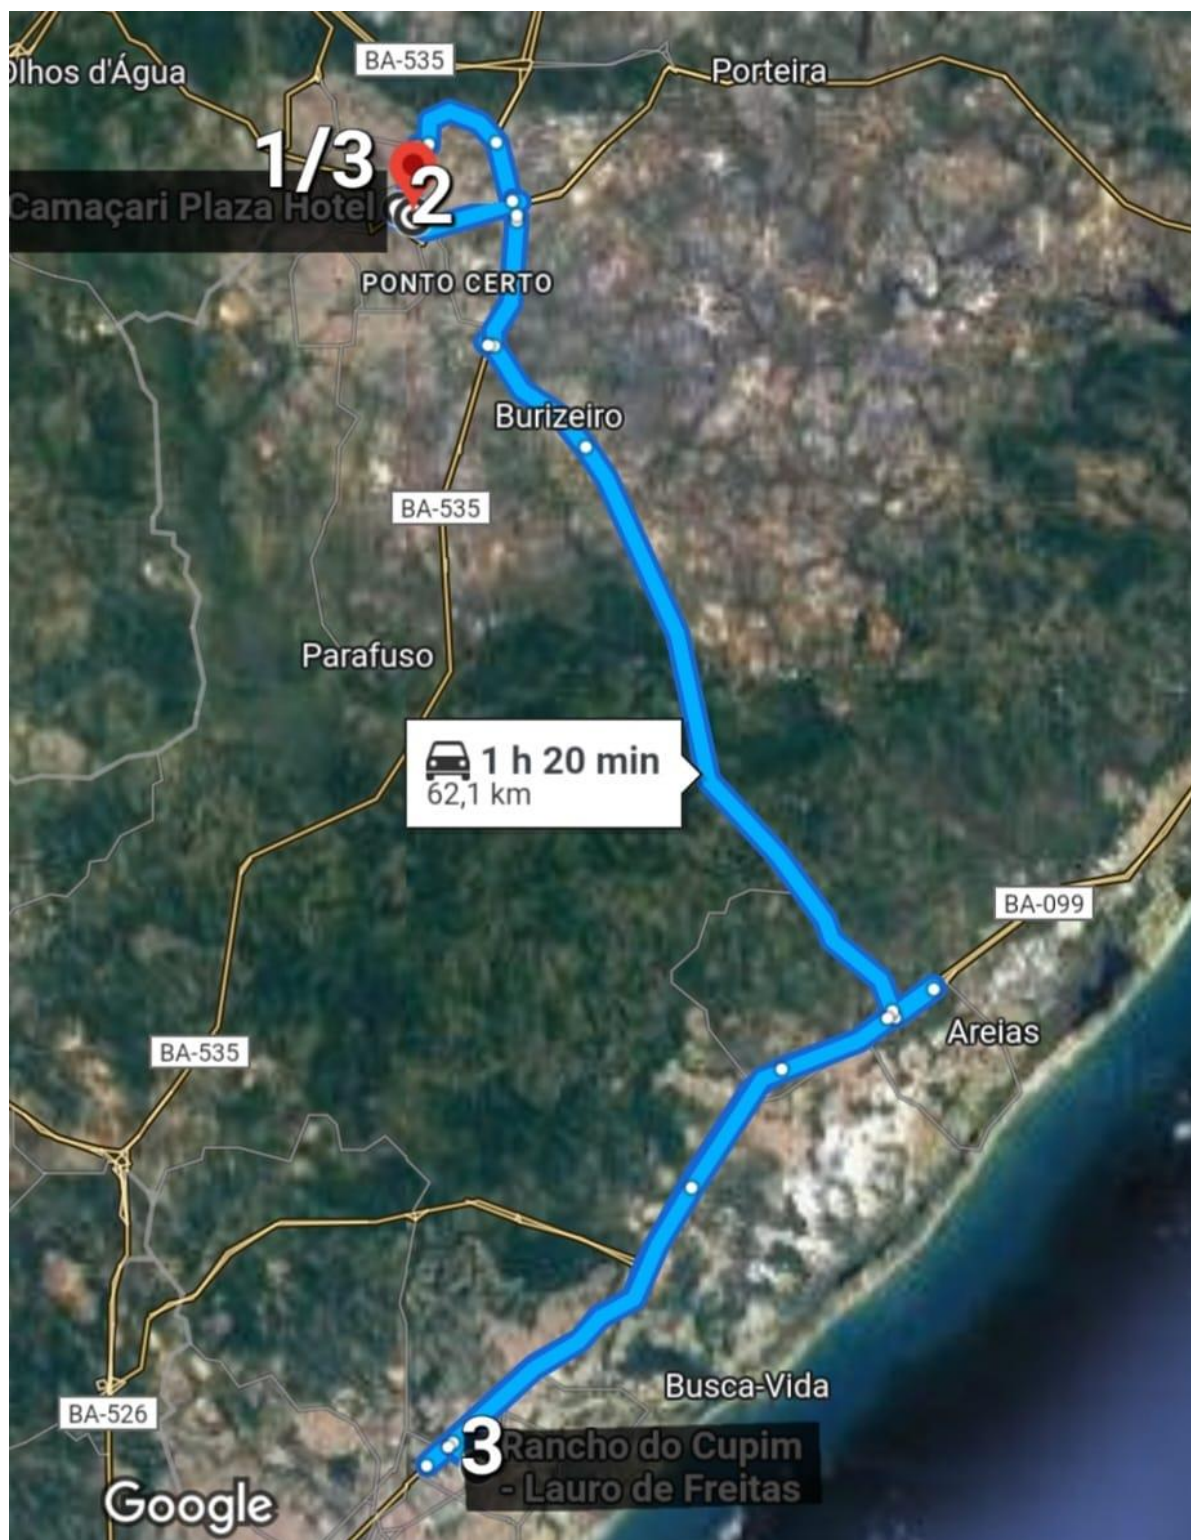 BA-535
Olhos d'Água
Porteira
1/3
2
Camaçari Plaza Hotel
PONTO CERTO
Burizeiro
BA-535
Parafuso
1 h 20 min
62,1 km
BA-099
Areias
BA-535
Busca-Vida
BA-526
3
Rancho do Cupim
- Lauro de Freitas
Google